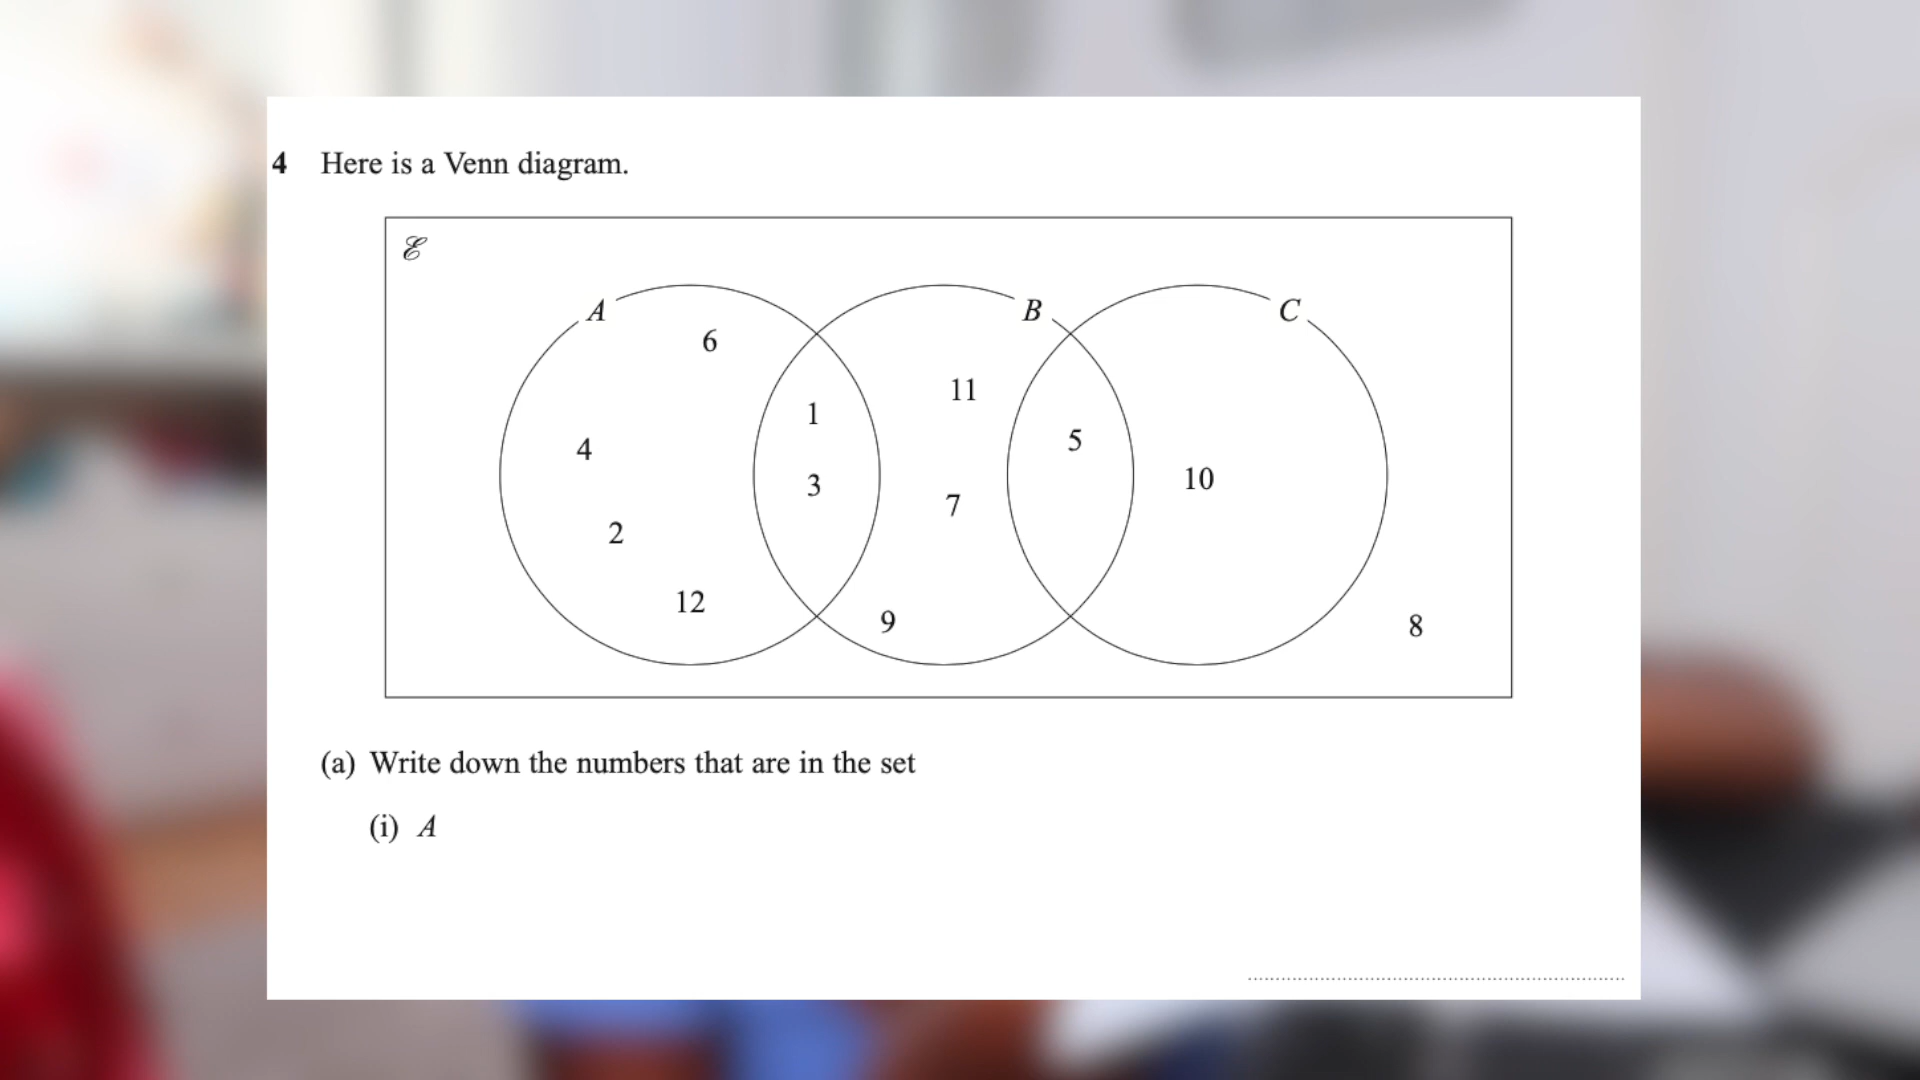 4 Here is a Venn diagram.
ℰ
A B C
6
11
1
5
4
10
3
7
2
12
9
8
(a) Write down the numbers that are in the set
(i) A